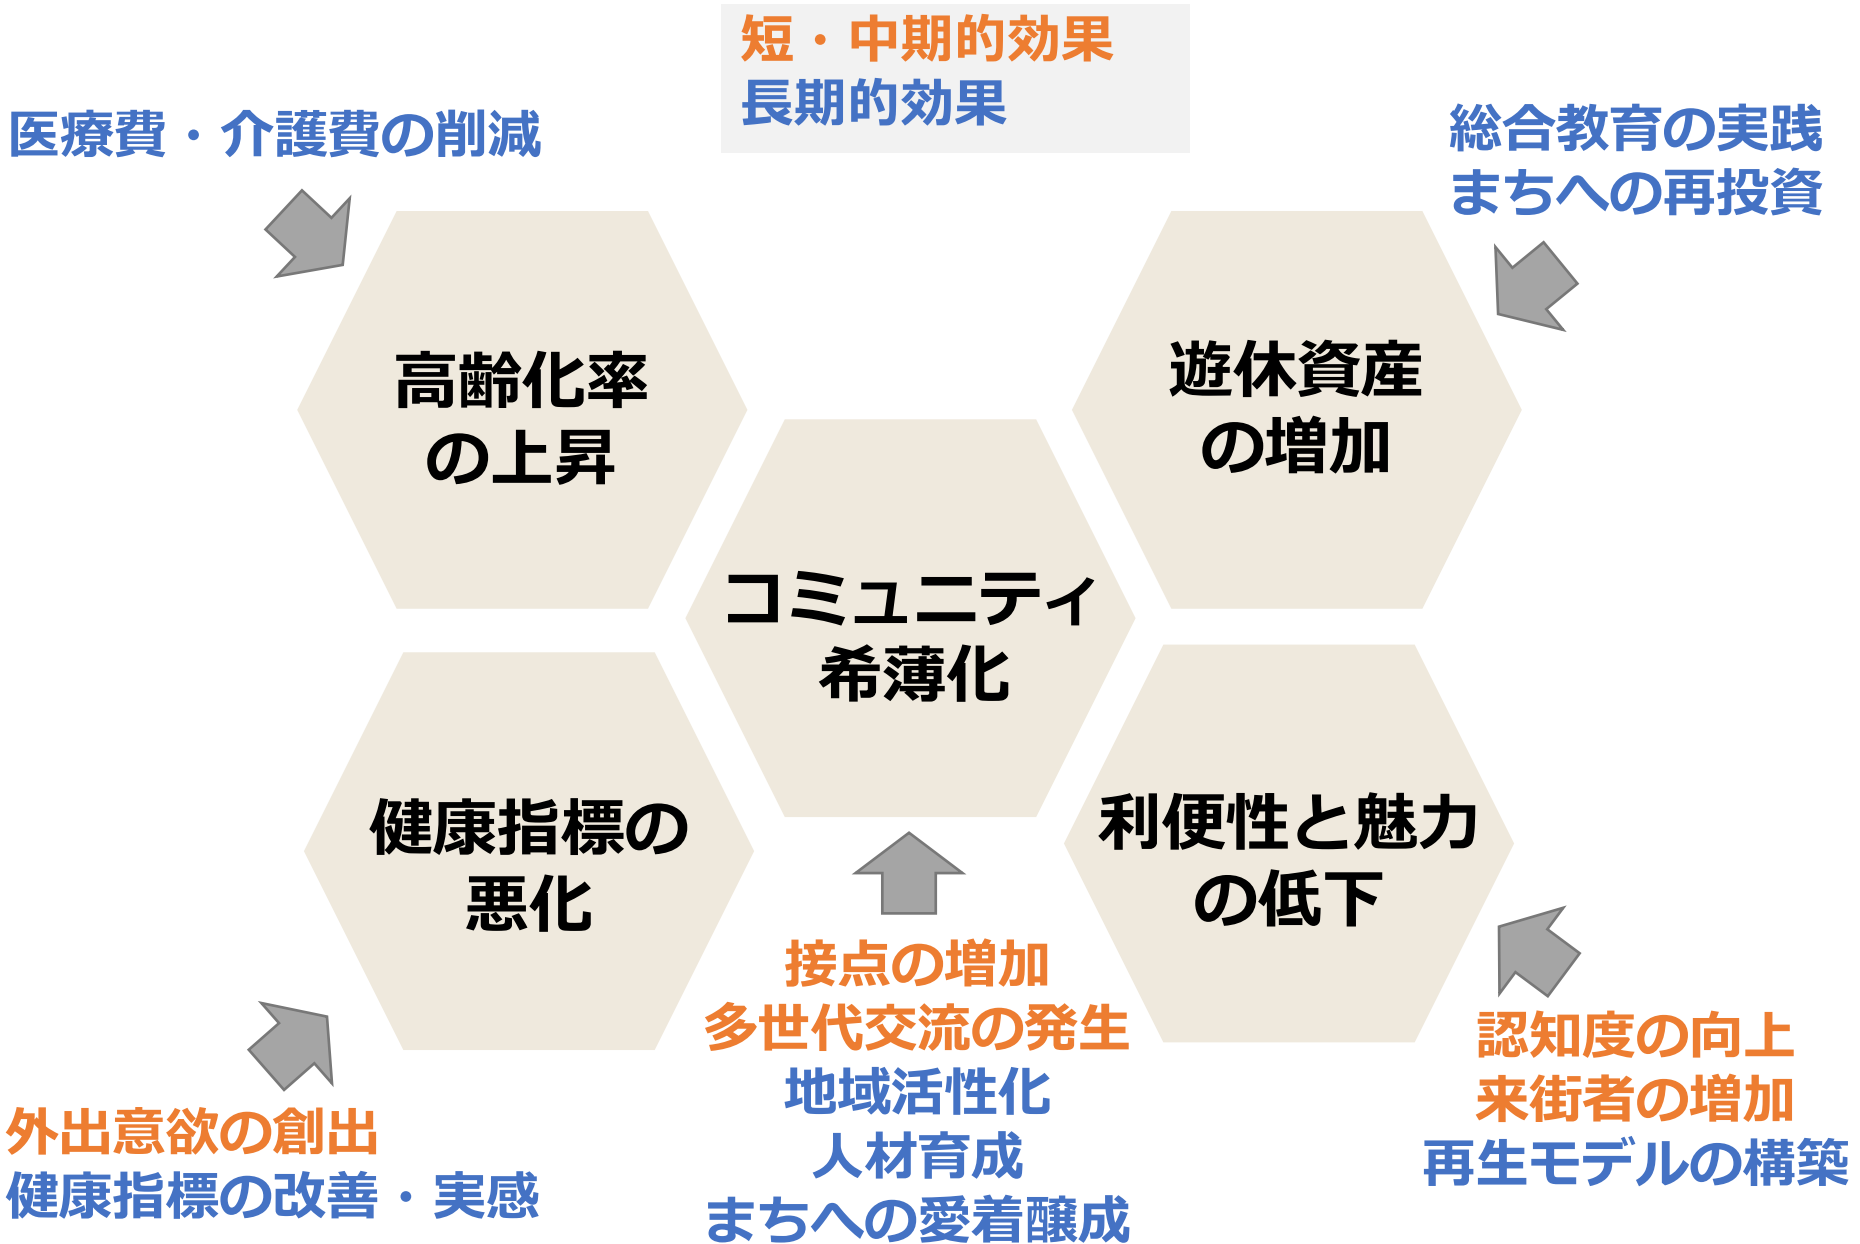 短・中期的効果
長期的効果
医療費・介護費の削減
総合教育の実践
まちへの再投資
高齢化率
の上昇
遊休資産
の増加
コミュニティ
希薄化
健康指標の
悪化
利便性と魅力
の低下
接点の増加
多世代交流の発生
地域活性化
人材育成
まちへの愛着醸成
外出意欲の創出
健康指標の改善・実感
認知度の向上
来街者の増加
再生モデルの構築